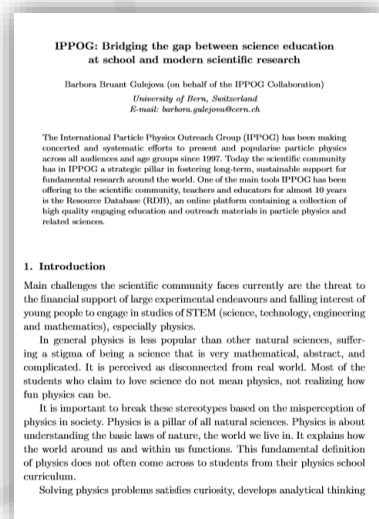 IPPOG: Bridging the gap between science education
at school and modern scientific research
Barbora Bruant Gulejova (on behalf of the IPPOG Collaboration)
University of Bern, Switzerland
E-mail: barbora.gulejova@cern.ch
The International Particle Physics Outreach Group (IPPOG) has been making
concerted and systematic efforts to present and popularise particle physics
across all audiences and age groups since 1997. Today the scientific community
has in IPPOG a strategic pillar in fostering long-term, sustainable support for
fundamental research around the world. One of the main tools IPPOG has been
offering to the scientific community, teachers and educators for almost 10 years
is the Resource Database (RDB), an online platform containing a collection of
high quality engaging education and outreach materials in particle physics and
related sciences.
1. Introduction
Main challenges the scientific community faces currently are the threat to
the financial support of large experimental endeavours and falling interest of
young people to engage in studies of STEM (science, technology, engineering
and mathematics), especially physics.
In general physics is less popular than other natural sciences, suffer-
ing a stigma of being a science that is very mathematical, abstract, and
complicated. It is perceived as disconnected from real world. Most of the
students who claim to love science do not mean physics, not realizing how
fun physics can be.
It is important to break these stereotypes based on the misperception of
physics in society. Physics is a pillar of all natural sciences. Physics is about
understanding the basic laws of nature, the world we live in. It explains how
the world around us and within us functions. This fundamental definition
of physics does not often come across to students from their physics school
curriculum.
Solving physics problems satisfies curiosity, develops analytical thinking